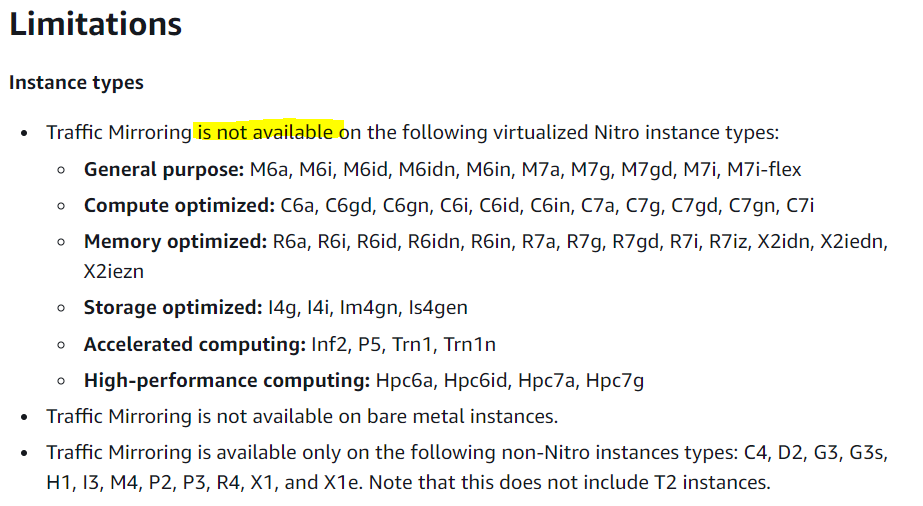 Limitations
Instance types
• Traffic Mirroring is not available on the following virtualized Nitro instance types:
○ General purpose: M6a, M6i, M6id, M6idn, M6in, M7a, M7g, M7gd, M7i, M7i-flex
○ Compute optimized: C6a, C6gd, C6gn, C6i, C6id, C6in, C7a, C7g, C7gd, C7gn, C7i
○ Memory optimized: R6a, R6i, R6id, R6idn, R6in, R7a, R7g, R7gd, R7i, R7iz, X2idn, X2iedn,
X2iezn
○ Storage optimized: I4g, I4i, Im4gn, Is4gen
○ Accelerated computing: Inf2, P5, Trn1, Trn1n
○ High-performance computing: Hpc6a, Hpc6id, Hpc7a, Hpc7g
• Traffic Mirroring is not available on bare metal instances.
• Traffic Mirroring is available only on the following non-Nitro instances types: C4, D2, G3, G3s,
H1, I3, M4, P2, P3, R4, X1, and X1e. Note that this does not include T2 instances.